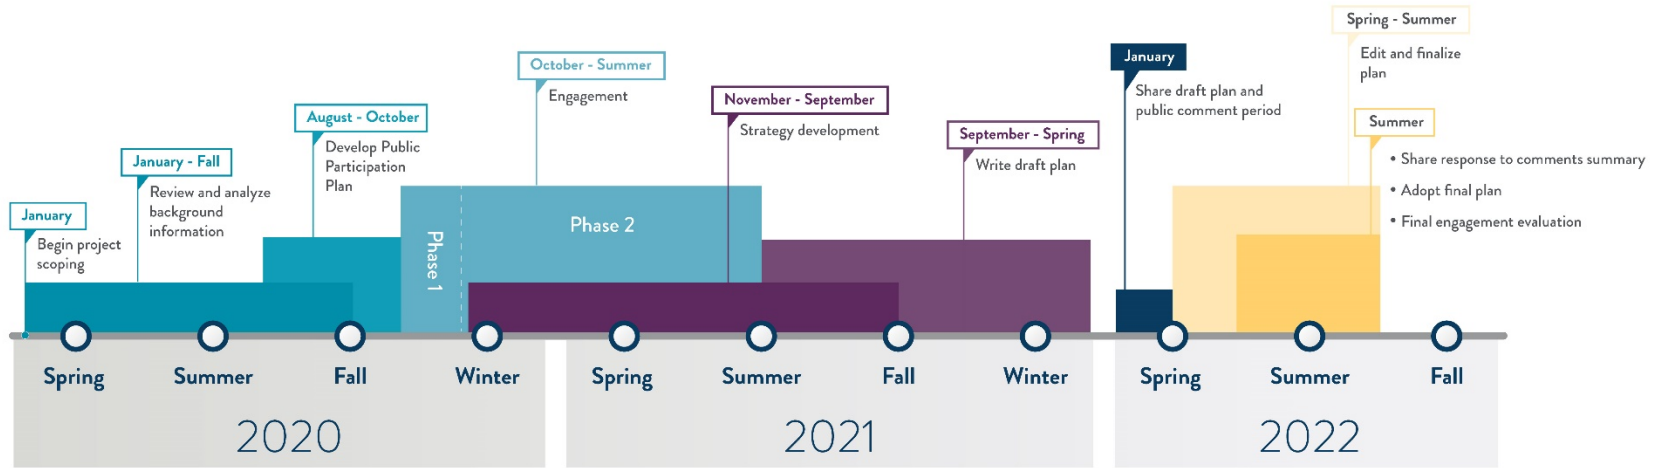 January
Begin project
scoping
January - Fall
Review and analyze
background
information
August - October
Develop Public
Participation
Plan
October - Summer
Engagement
Phase 1
Phase 2
November - September
Strategy development
September - Spring
Write draft plan
January
Share draft plan and
public comment period
Spring - Summer
Edit and finalize
plan
Summer
• Share response to comments summary
• Adopt final plan
• Final engagement evaluation
Spring
Summer
Fall
Winter
Spring
Summer
Fall
Winter
Spring
Summer
Fall
2020
2021
2022